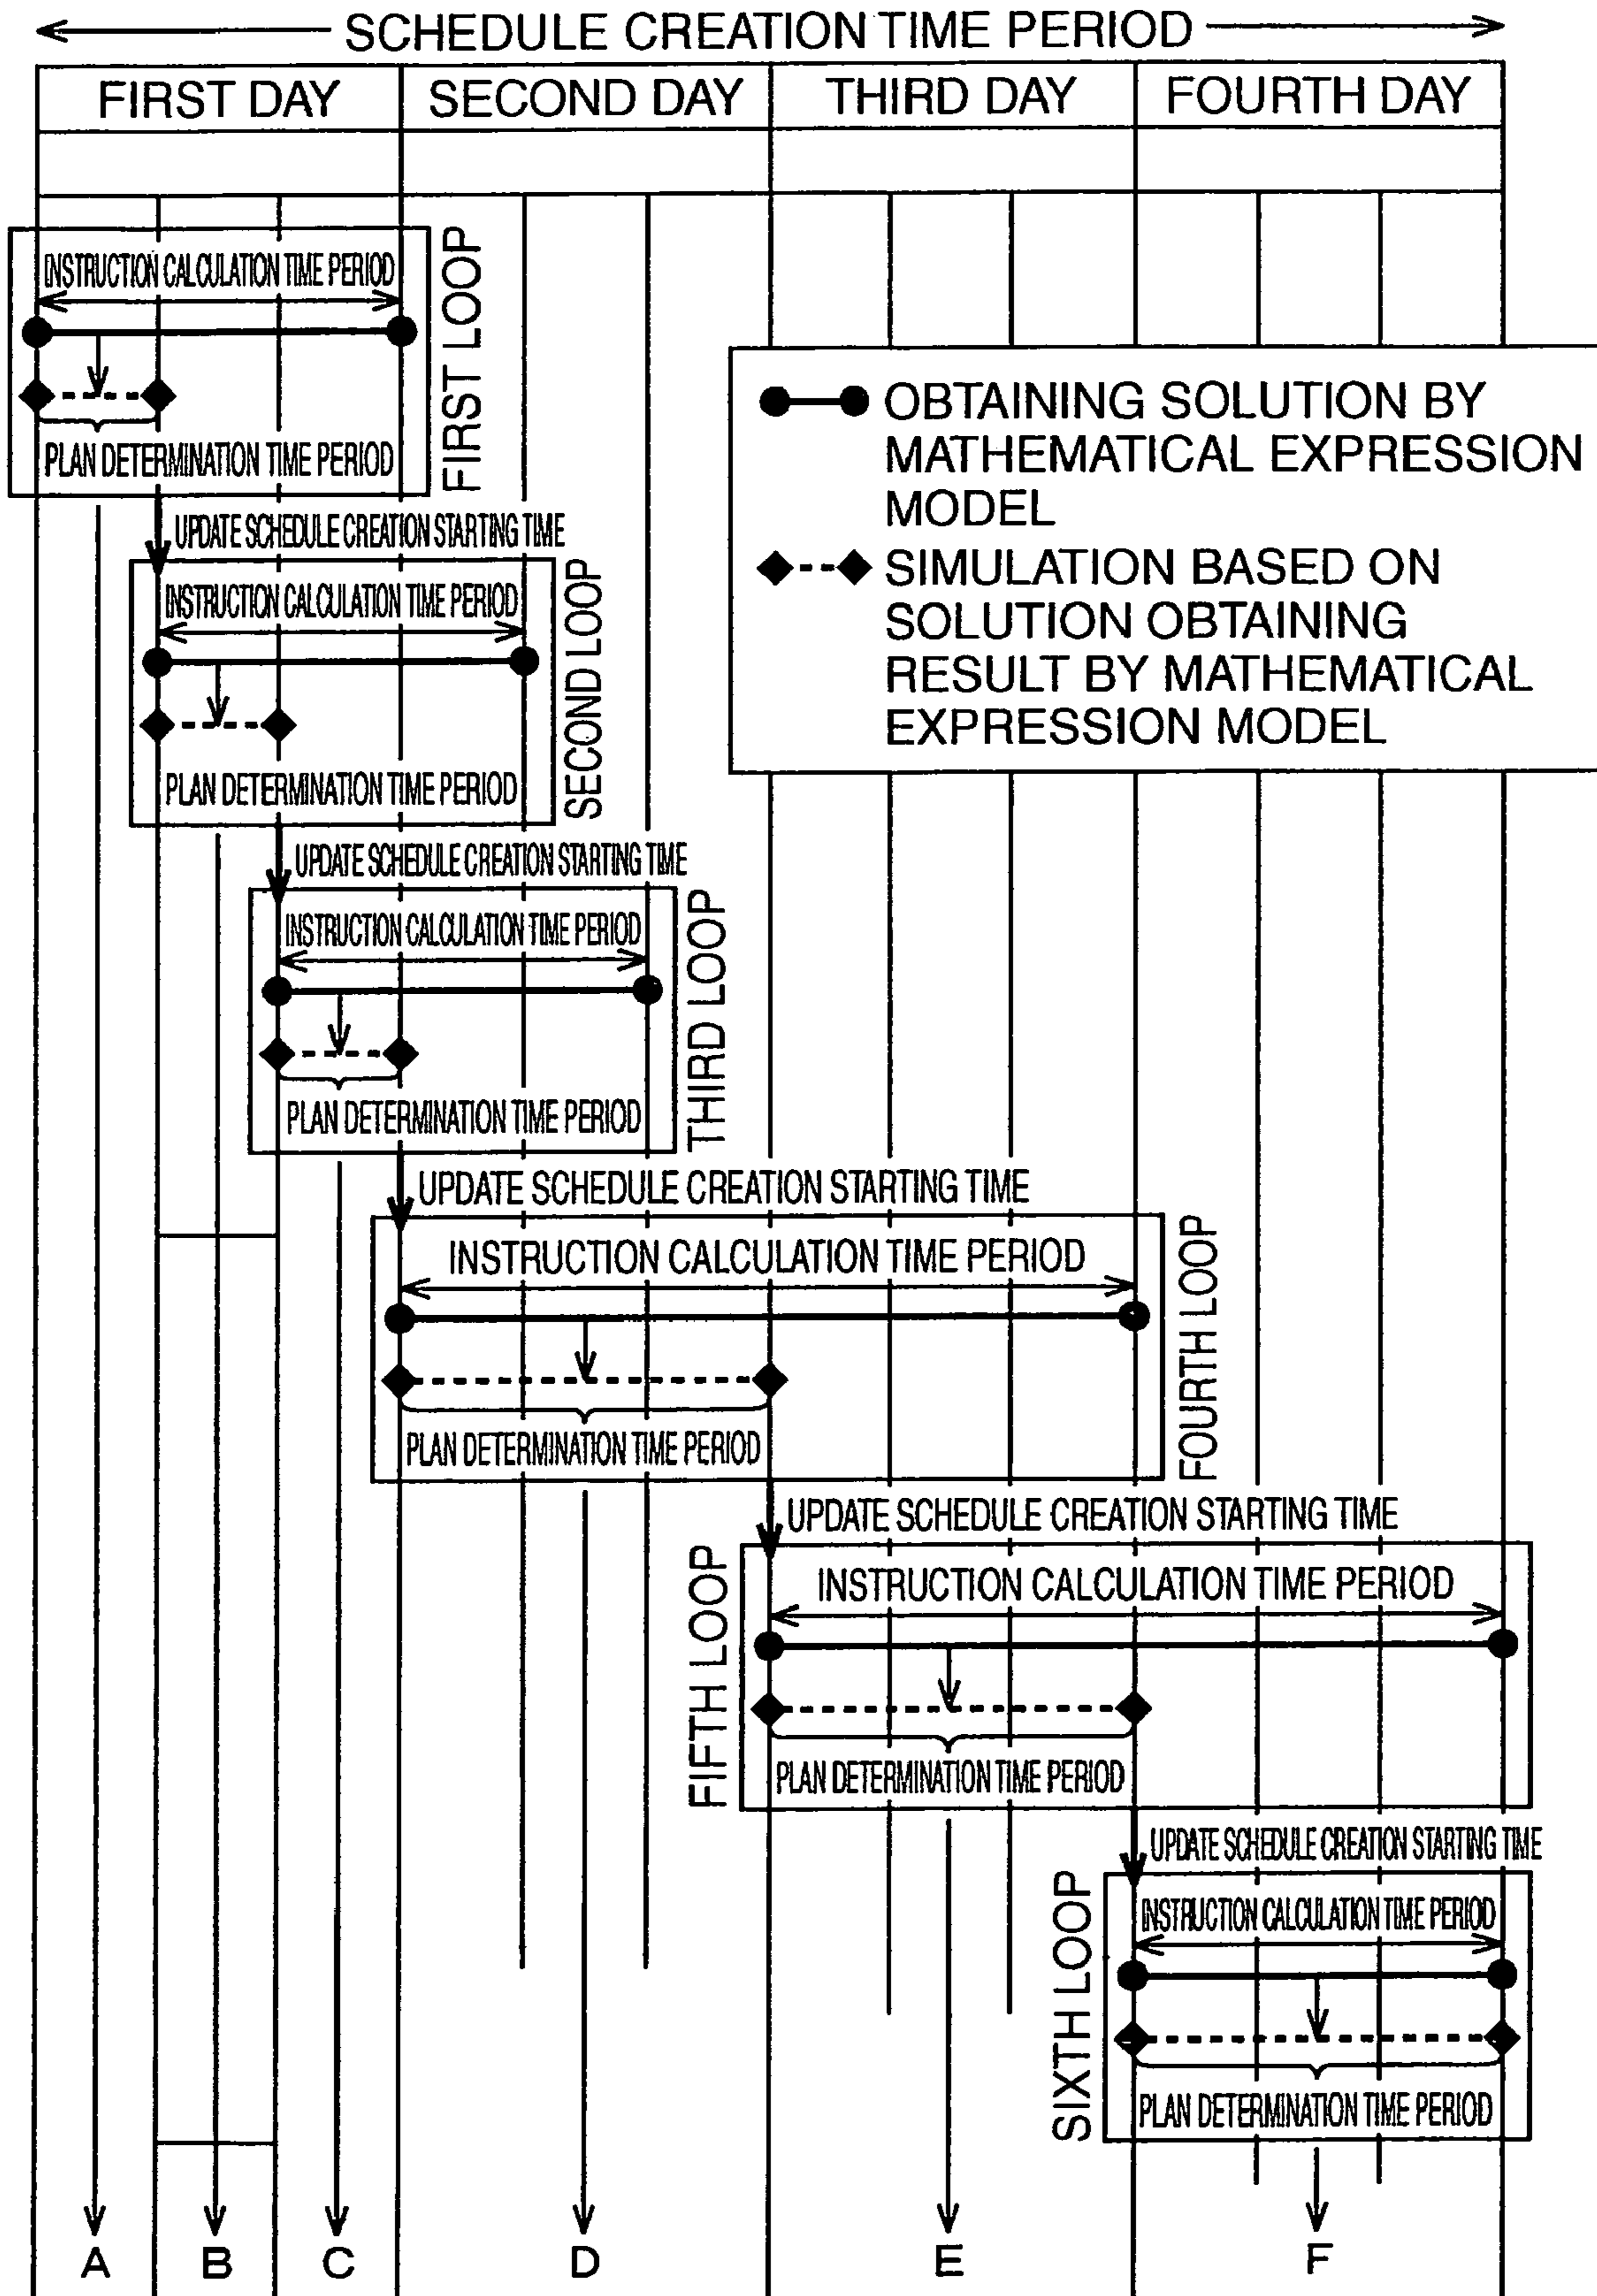 SCHEDULE CREATION TIME PERIOD
FIRST DAY
SECOND DAY
THIRD DAY
FOURTH DAY
INSTRUCTION CALCULATION TIME PERIOD
PLAN DETERMINATION TIME PERIOD
FIRST LOOP
OBTAINING SOLUTION BY
MATHEMATICAL EXPRESSION
MODEL
SIMULATION BASED ON
SOLUTION OBTAINING
RESULT BY MATHEMATICAL
EXPRESSION MODEL
UPDATE SCHEDULE CREATION STARTING TIME
INSTRUCTION CALCULATION TIME PERIOD
PLAN DETERMINATION TIME PERIOD
SECOND LOOP
UPDATE SCHEDULE CREATION STARTING TIME
INSTRUCTION CALCULATION TIME PERIOD
PLAN DETERMINATION TIME PERIOD
THIRD LOOP
UPDATE SCHEDULE CREATION STARTING TIME
INSTRUCTION CALCULATION TIME PERIOD
PLAN DETERMINATION TIME PERIOD
FOURTH LOOP
UPDATE SCHEDULE CREATION STARTING TIME
INSTRUCTION CALCULATION TIME PERIOD
PLAN DETERMINATION TIME PERIOD
FIFTH LOOP
UPDATE SCHEDULE CREATION STARTING TIME
INSTRUCTION CALCULATION TIME PERIOD
PLAN DETERMINATION TIME PERIOD
SIXTH LOOP
A
B
C
D
E
F